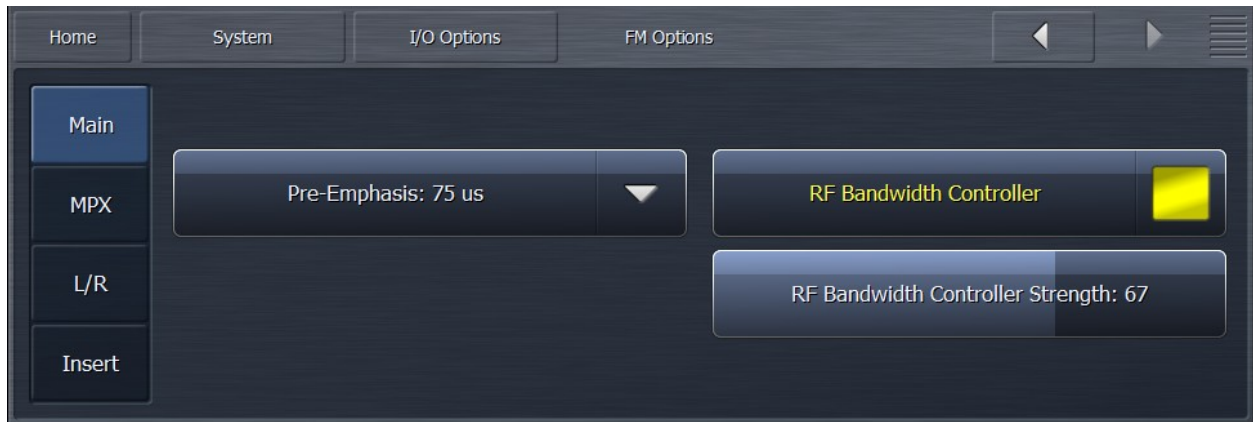 Home
System
I/O Options
FM Options
Main
MPX
L/R
Insert
Pre-Emphasis: 75 us
RF Bandwidth Controller
RF Bandwidth Controller Strength: 67